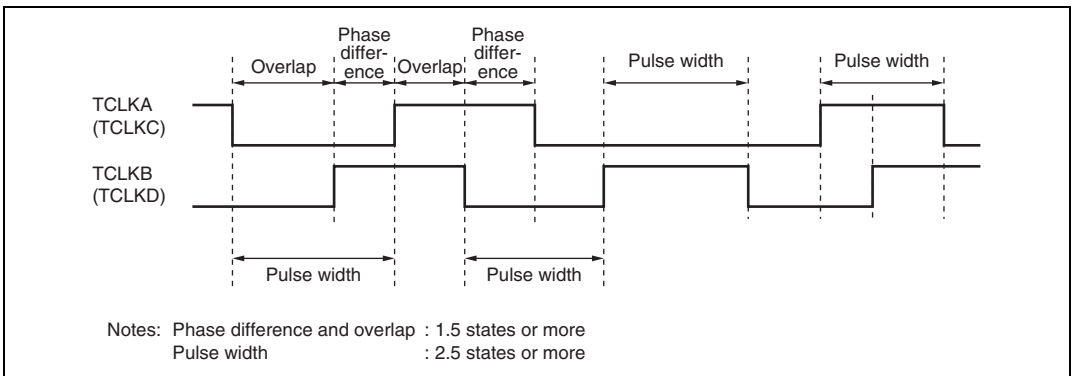 Phase differ- ence
Phase differ- ence
Overlap
Overlap
Pulse width
Pulse width
TCLKA
(TCLKC)
TCLKB
(TCLKD)
Pulse width
Pulse width
Notes: Phase difference and overlap : 1.5 states or more
Pulse width : 2.5 states or more